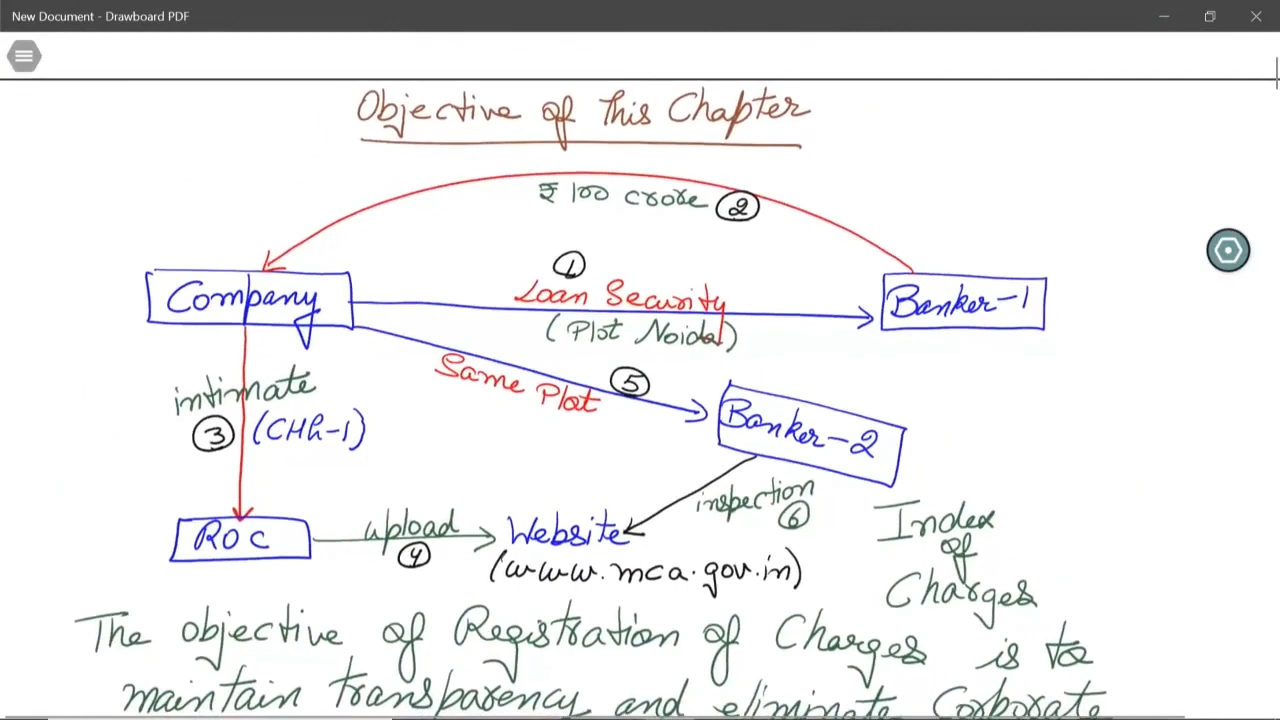 New Document - Drawboard PDF
Objective of this Chapter
₹ 100 crore ②
①
Loan Security
(Plot Noida)
Company
Banker-1
Same Plot ⑤
Banker-2
intimate
③ (CHh-1)
inspection
⑥
ROC
upload
④
Website
(www.mca.gov.in)
Index
of
Charges
The objective of Registration of Charges is to
maintain transparency and eliminate Corporate